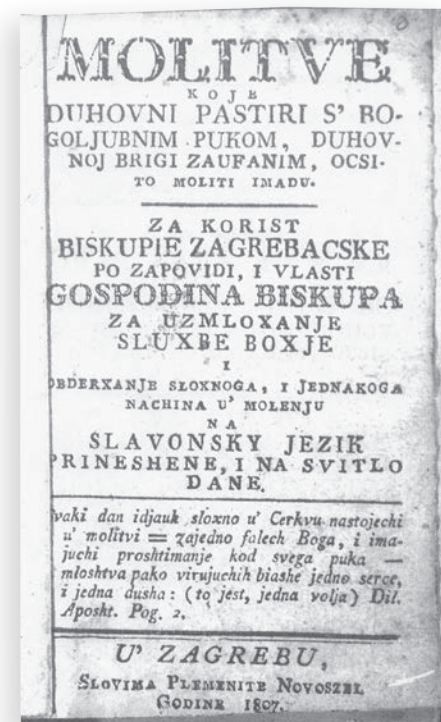 MOLITVE
KOJE
DUHOVNI PASTIRI S' BO-
GOLJUBNIM PUKOM, DUHOV-
NOJ BRIGI ZAUFANIM, OCSI-
TO MOLITI IMADU.
ZA KORIST
BISKUPIE ZAGREBACSKE
PO ZAPOVIDI, I VLASTI
GOSPODINA BISKUPA
ZA UZMLOXANJE
SLUXBE BOXJE
I
OBDERXANJE SLOXNOGA, I JEDNAKOGA
NACHINA U' MOLENJU
NA
SLAVONSKY JEZIK
PRINESHENE, I NA SVITLO
DANE.
Svaki dan idjauk sloxno u' Cerkvu nastojechi
u' molitvi = zajedno falech Boga, i ima-
juchi proshtimanje kod svega puka —
mloshtva pako virujuchih biashe jedno serce,
i jedna dusha: (to jest, jedna volja) Dil.
Aposht. Pog. 2.
U' ZAGREBU,
SLOVIMA PLEMENITE NOVOSZEL
GODINE 1807.